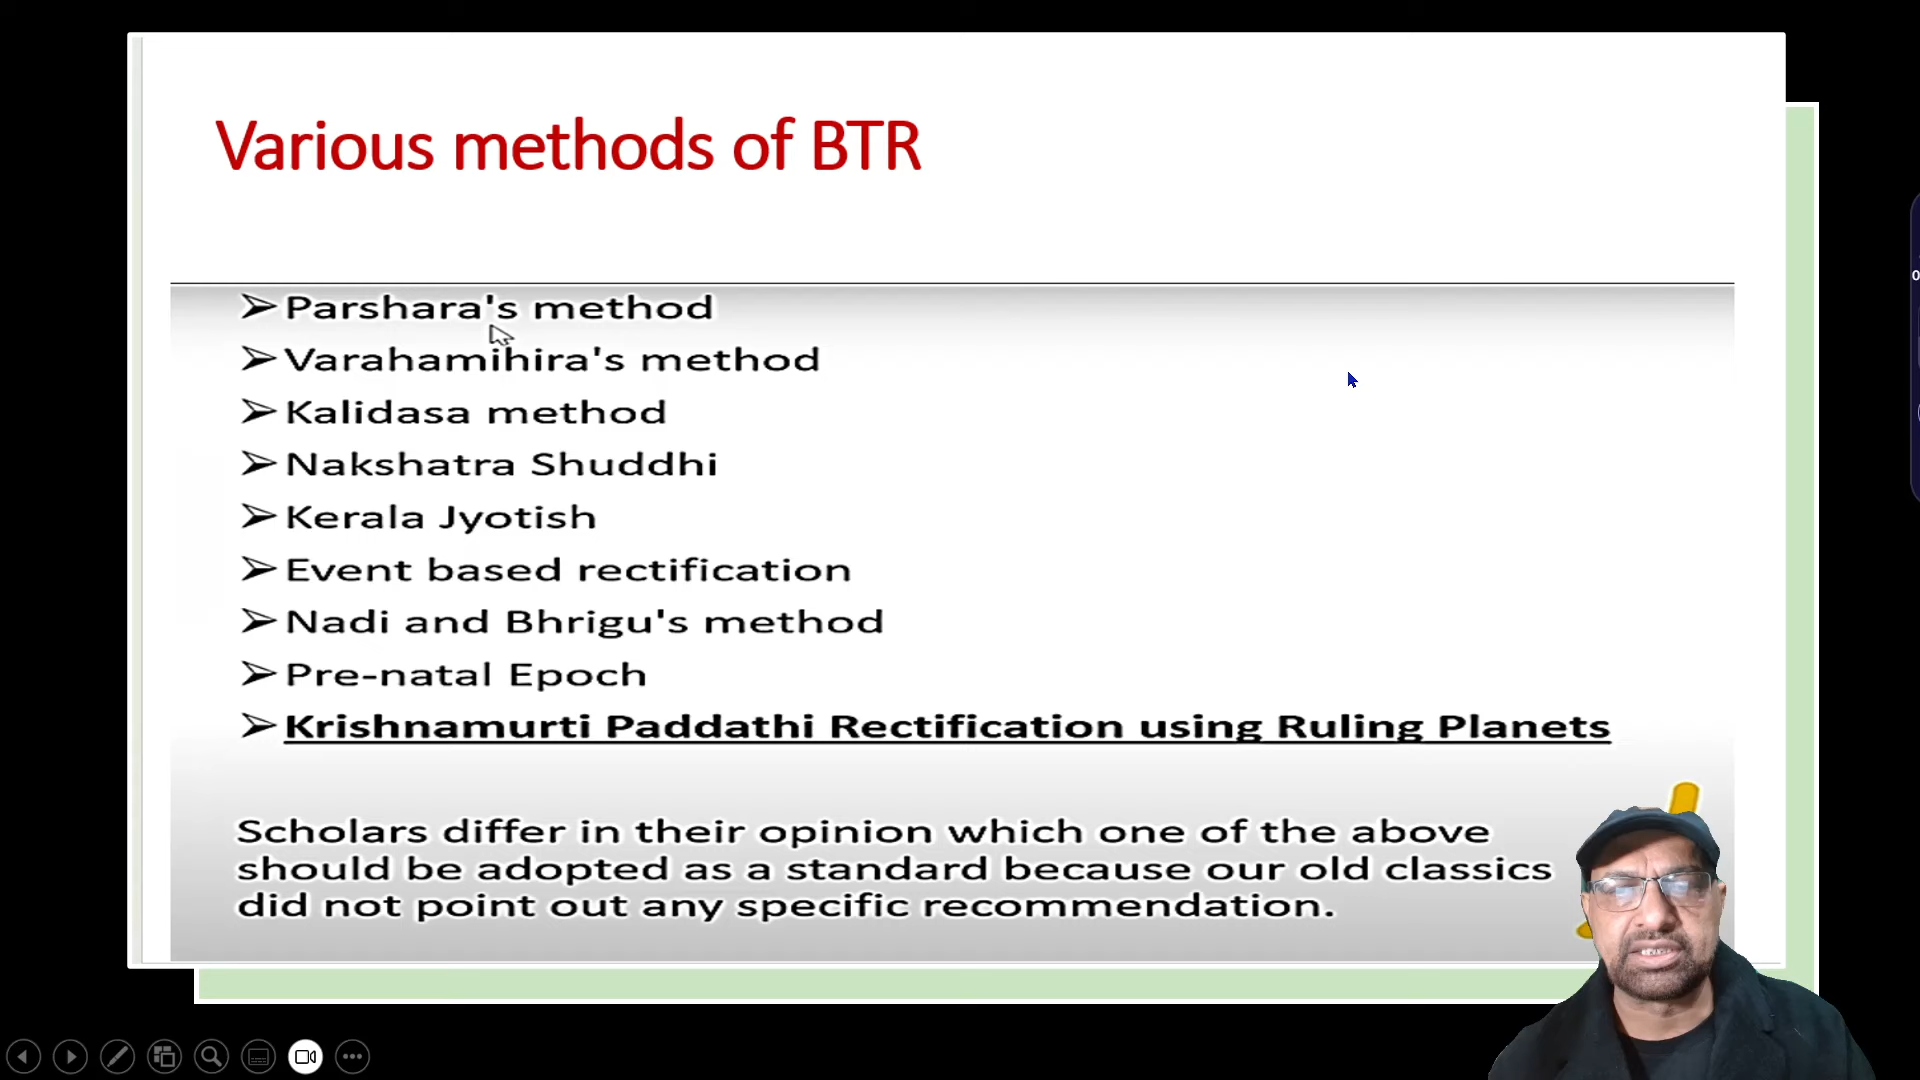 Various methods of BTR
➢Parshara's method
➢Varahamihira's method
➢Kalidasa method
➢Nakshatra Shuddhi
➢Kerala Jyotish
➢Event based rectification
➢Nadi and Bhrigu's method
➢Pre-natal Epoch
➢Krishnamurti Paddathi Rectification using Ruling Planets
Scholars differ in their opinion which one of the above
should be adopted as a standard because our old classics
did not point out any specific recommendation.